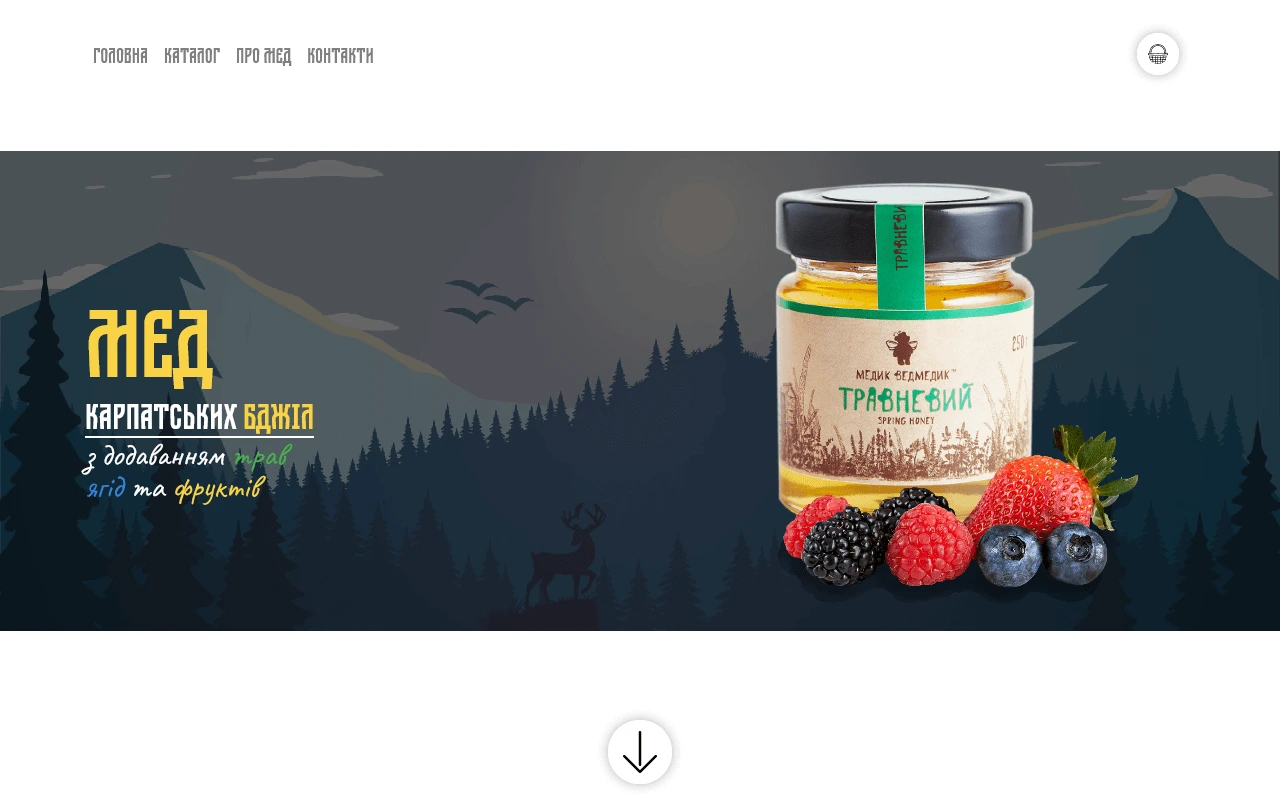 ГОЛОВНА КАТАЛОГ ПРО МЕД КОНТАКТИ
МЕД
КАРПАТСЬКИХ БДЖІЛ
з додаванням трав
ягід та фруктів
ТРАВНЕВИ
250 г
МЕДИК ВЕДМЕДИК™
ТРАВНЕВИЙ
SPRING HONEY